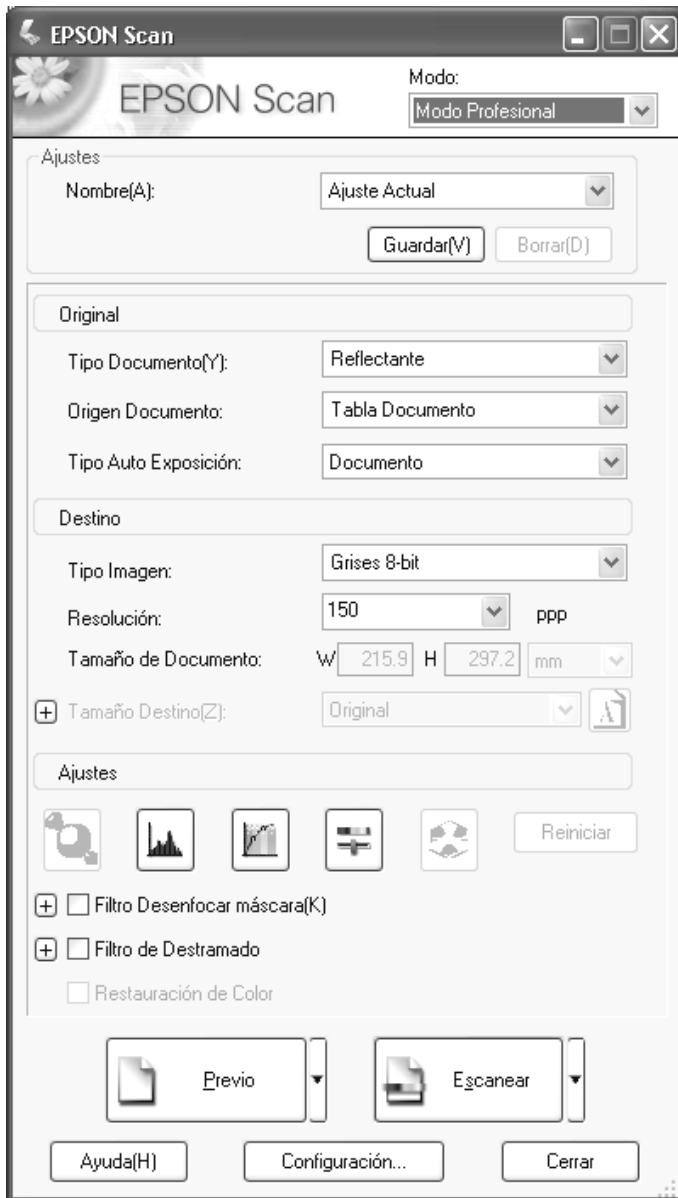 EPSON Scan
EPSON Scan
Modo:
Modo Profesional
Ajustes
Nombre(A): Ajuste Actual
Guardar(V) Borrar(D)
Original
Tipo Documento(Y): Reflectante
Origen Documento: Tabla Documento
Tipo Auto Exposición: Documento
Destino
Tipo Imagen: Grises 8-bit
Resolución: 150 ppp
Tamaño de Documento: W 215.9 H 297.2 mm
Tamaño Destino(Z): Original
Ajustes
Reiniciar
Filtro Desenfocar máscara(K)
Filtro de Destramado
Restauración de Color
Previo Escanear
Ayuda(H) Configuración... Cerrar